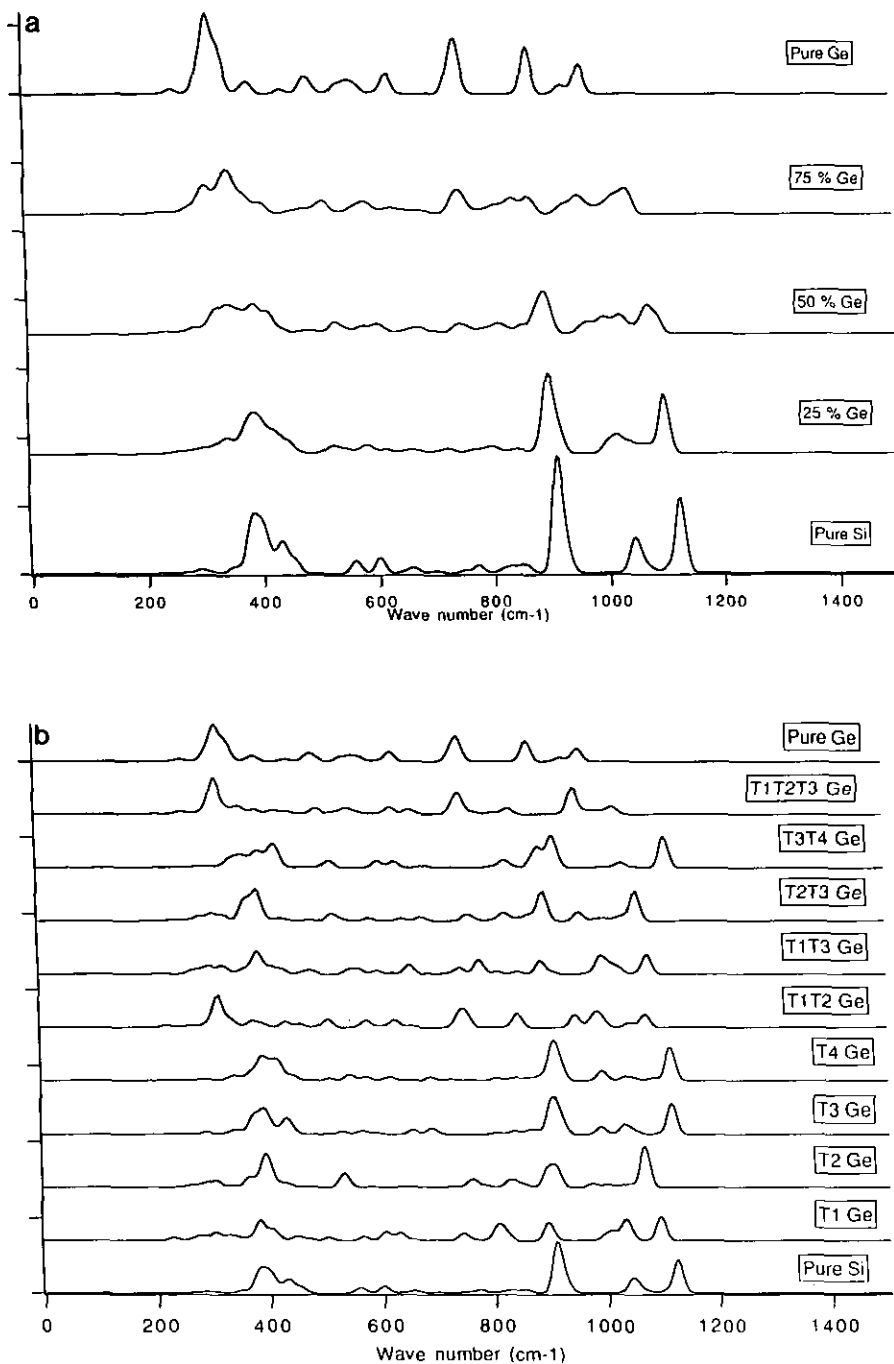 a
Pure Ge
75 % Ge
50 % Ge
25 % Ge
Pure Si
0 200 400 600 800 1000 1200 1400
Wave number (cm-1)
b
Pure Ge
T1T2T3 Ge
T3T4 Ge
T2T3 Ge
T1T3 Ge
T1T2 Ge
T4 Ge
T3 Ge
T2 Ge
T1 Ge
Pure Si
0 200 400 600 800 1000 1200 1400
Wave number (cm-1)